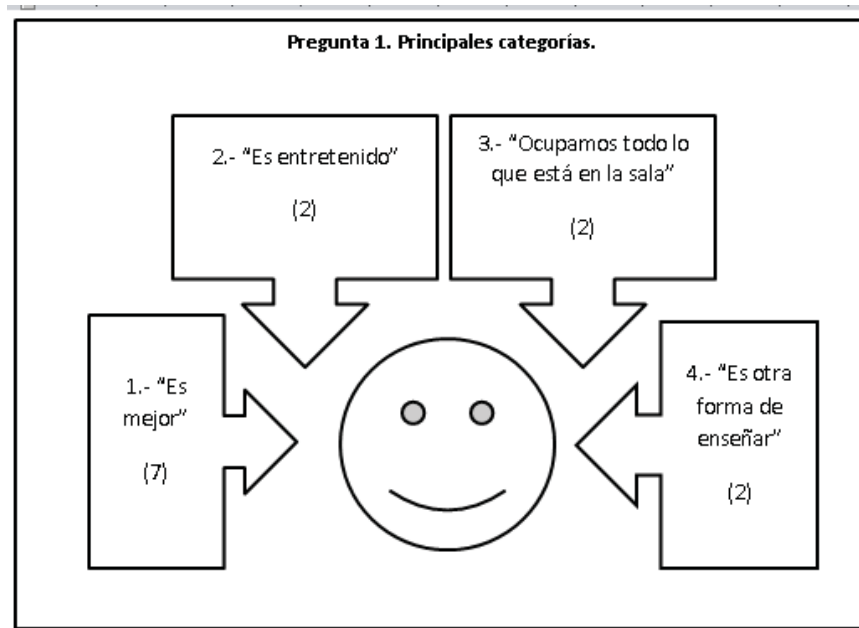 Pregunta 1. Principales categorías.
2.- “Es entretenido”
(2)
3.- “Ocupamos todo lo
que está en la sala”
(2)
1.- “Es
mejor”
(7)
4.- “Es otra
forma de
enseñar”
(2)